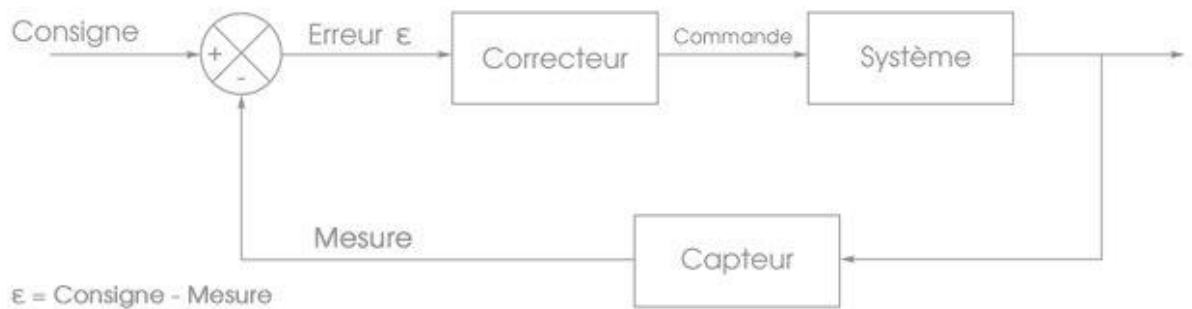 Consigne
+
-
Erreur ε
Correcteur
Commande
Système
Mesure
Capteur
ε = Consigne - Mesure